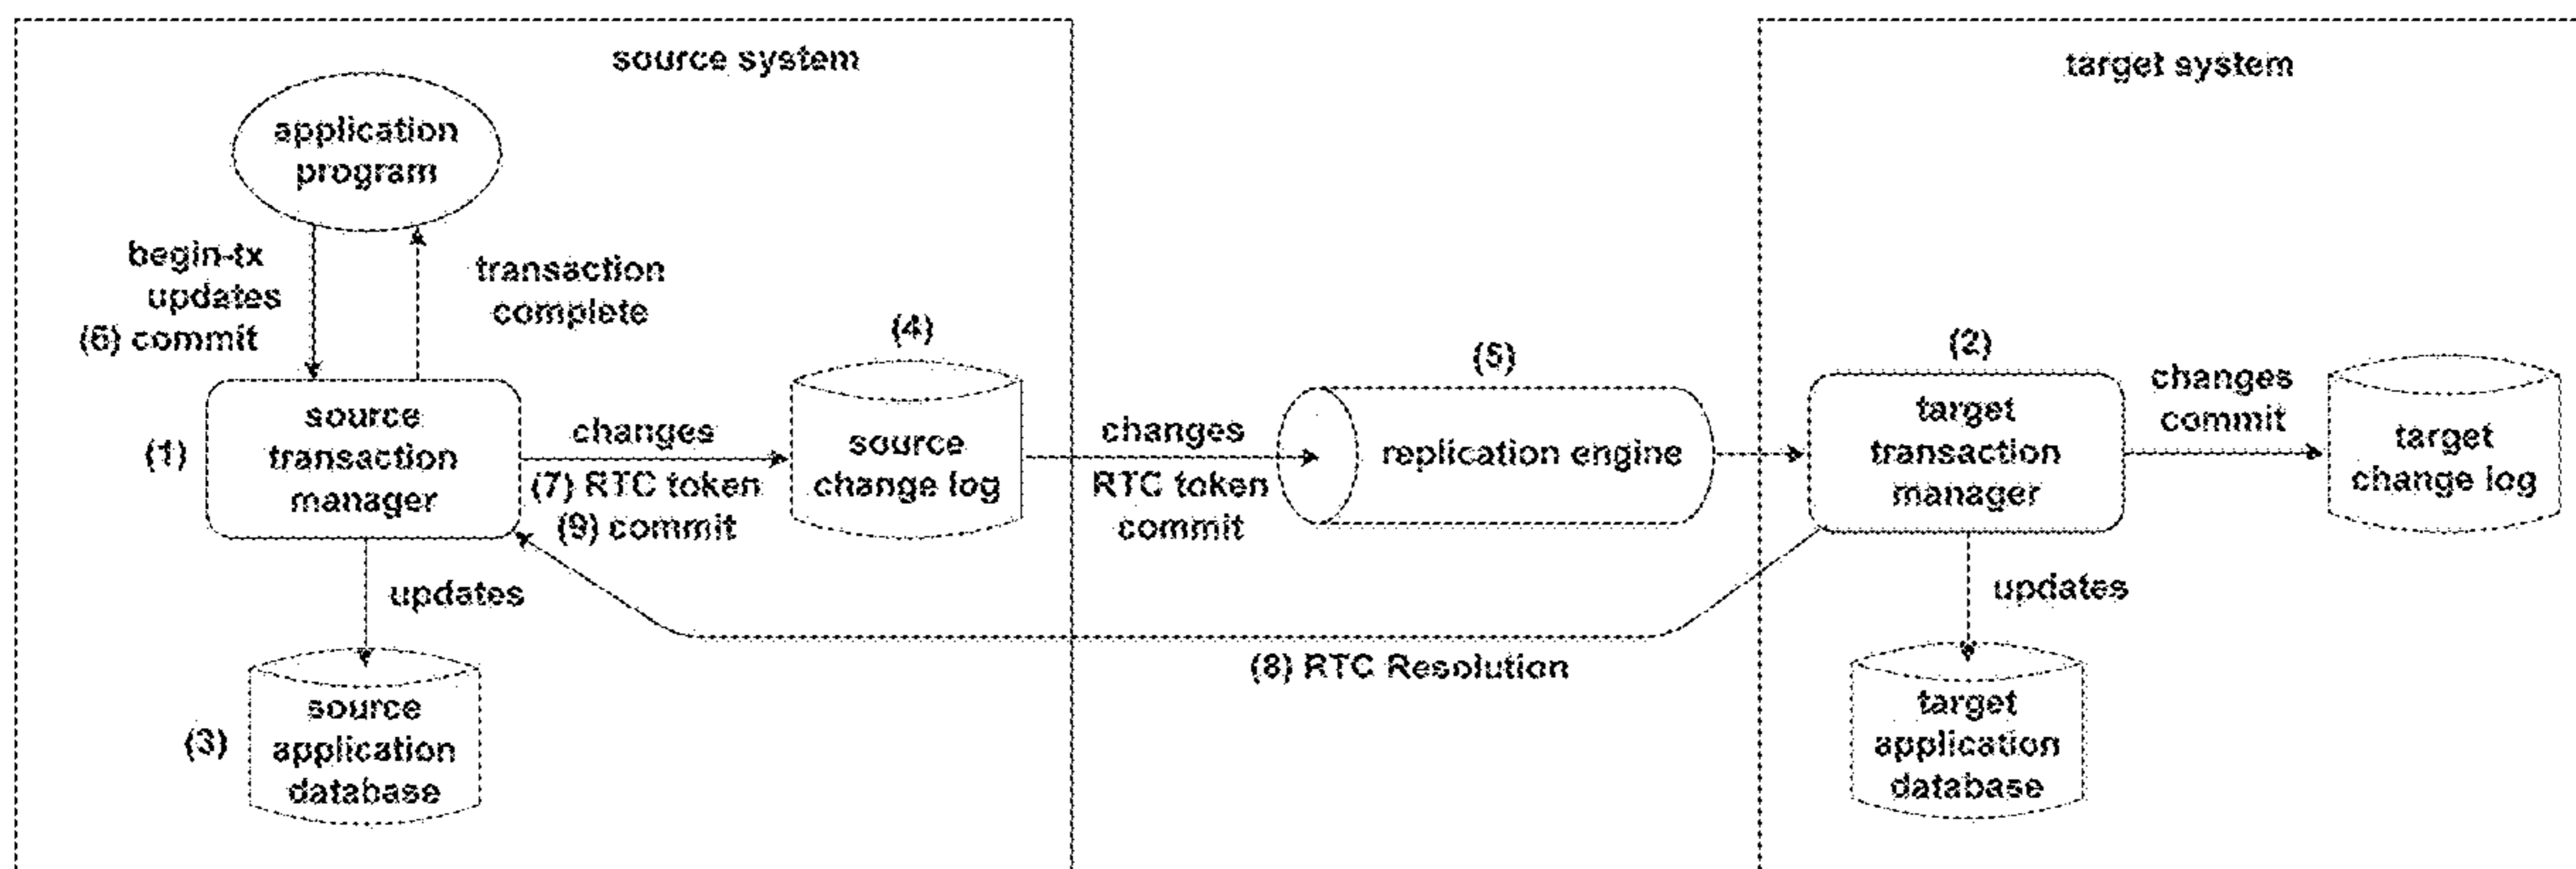 source system
application
program
begin-tx
updates
(6) commit
transaction
complete
(1)
source
transaction
manager
changes
(7) RTC token
(9) commit
(4)
source
change log
updates
(3)
source
application
database
changes
RTC token
commit
(5)
replication engine
(8) RTC Resolution
target system
(2)
target
transaction
manager
changes
commit
target
change log
updates
target
application
database